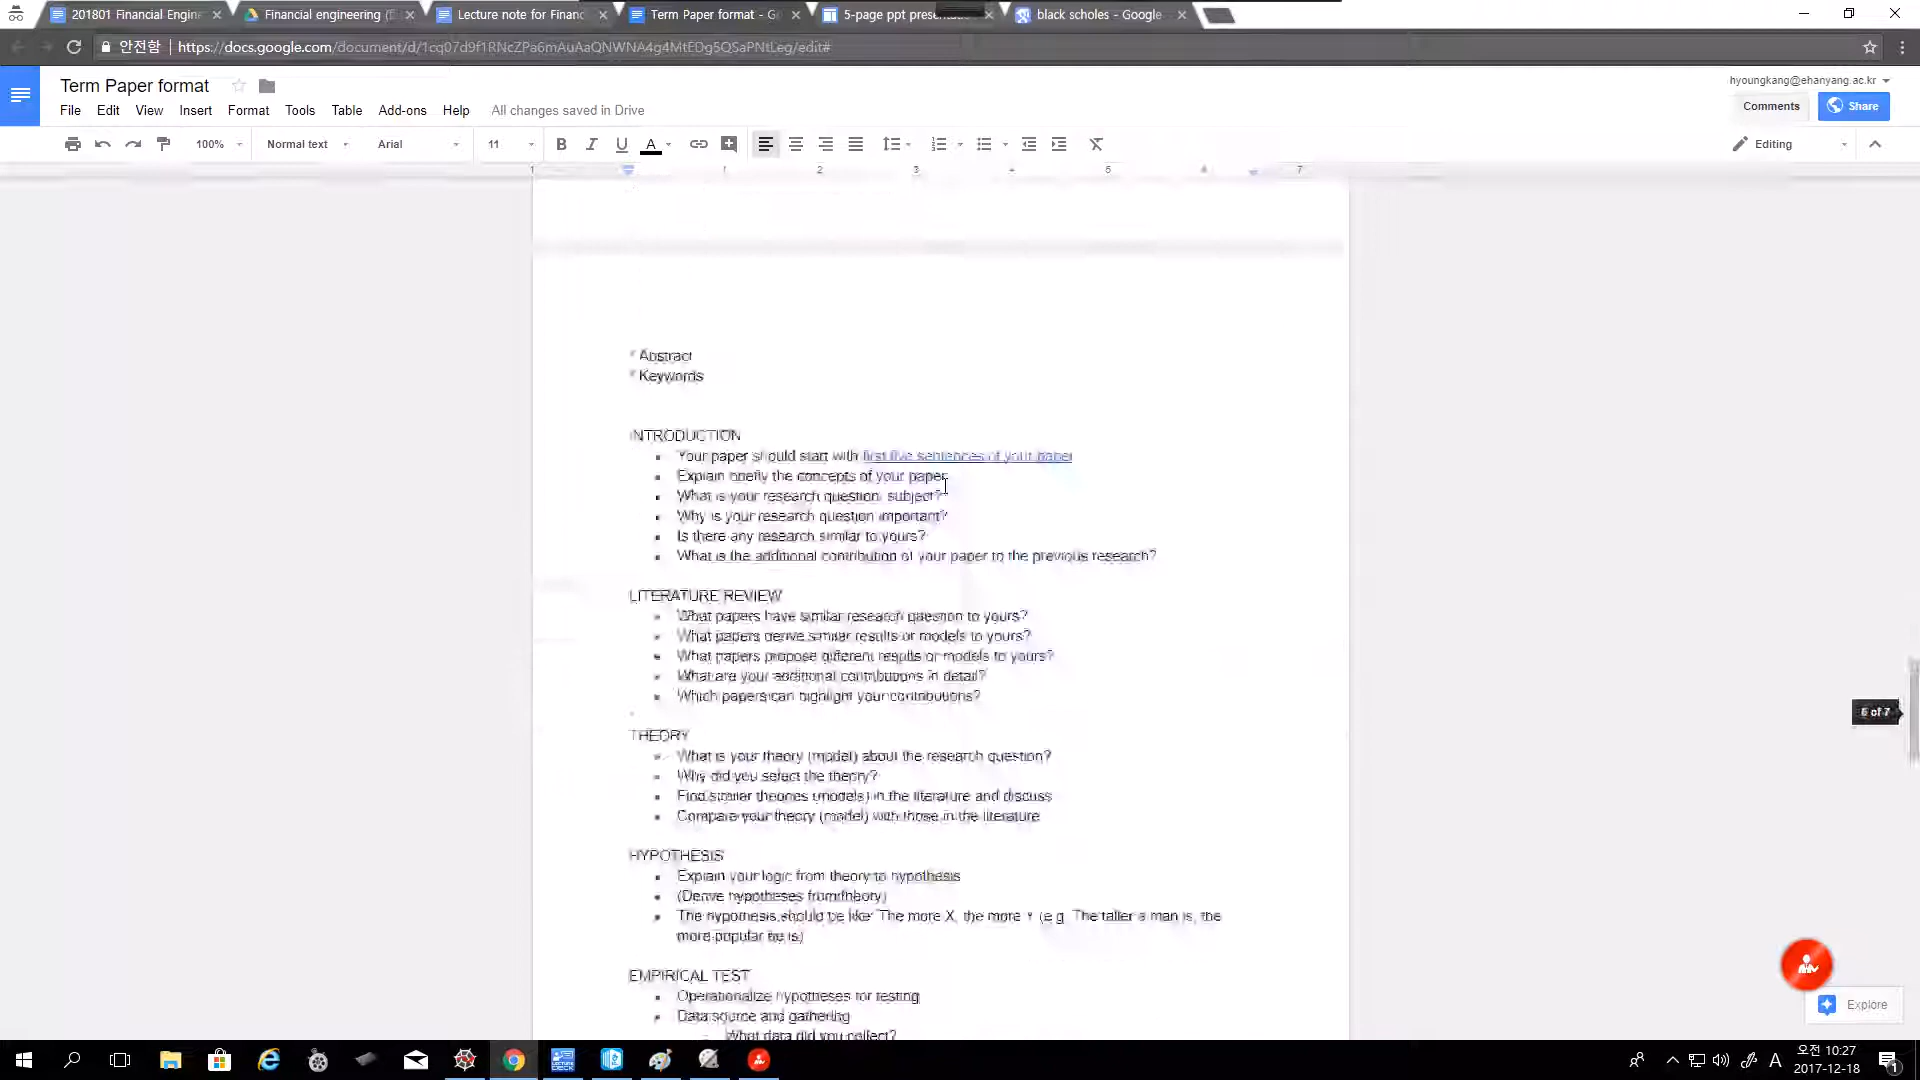 201801 Financial Engin
Financial engineering (E
Lecture note for Financ
Term Paper format - G
5-page ppt presentat
black scholes - Google
안전함
https://docs.google.com/document/d/1cq07d9f1RNcZPa6mAuAaQNWNA4g4MtEDg5QSaPNtLeg/edit#
Term Paper format
hyoungkang@ehanyang.ac.kr
File Edit View Insert Format Tools Table Add-ons Help All changes saved in Drive
Comments
Share
100% Normal text Arial 11 B I U A
Editing
1 1 2 3 4 5 6 7
* Abstract
* Keywords
INTRODUCTION
Your paper should start with first five sentences of your paper
Explain briefly the concepts of your paper
What is your research question, subject?
Why is your research question important?
Is there any research similar to yours?
What is the additional contribution of your paper to the previous research?
LITERATURE REVIEW
What papers have similar research question to yours?
What papers derive similar results or models to yours?
What papers propose different results or models to yours?
What are your additional contributions in detail?
Which papers can highlight your contributions?
6 of 7
THEORY
What is your theory (model) about the research question?
Why did you select the theory?
Find similar theories (models) in the literature and discuss
Compare your theory (model) with those in the literature
HYPOTHESIS
Explain your logic from theory to hypothesis
(Derive hypotheses from theory)
The hypothesis should be like: The more X, the more Y (e.g. The taller a man is, the
more popular he is)
EMPIRICAL TEST
Operationalize hypotheses for testing
Data source and gathering
What data did you collect?
Explore
A
오전 10:27
2017-12-18
1